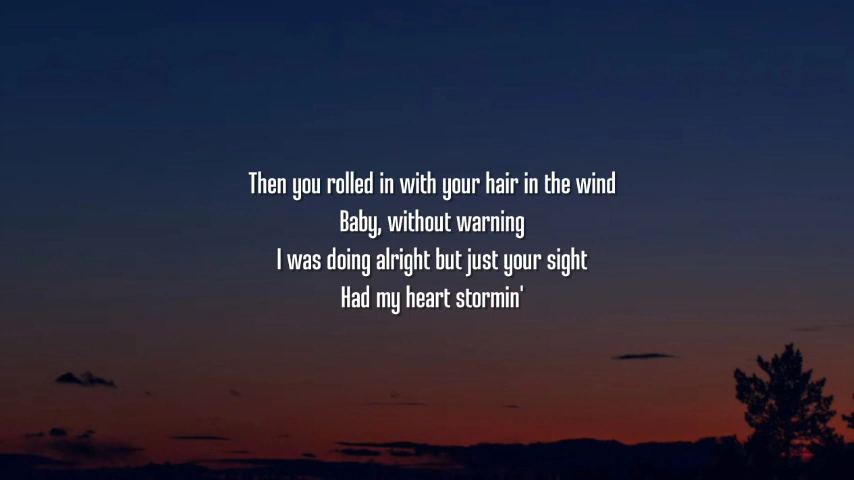 Then you rolled in with your hair in the wind
Baby, without warning
I was doing alright but just your sight
Had my heart stormin'